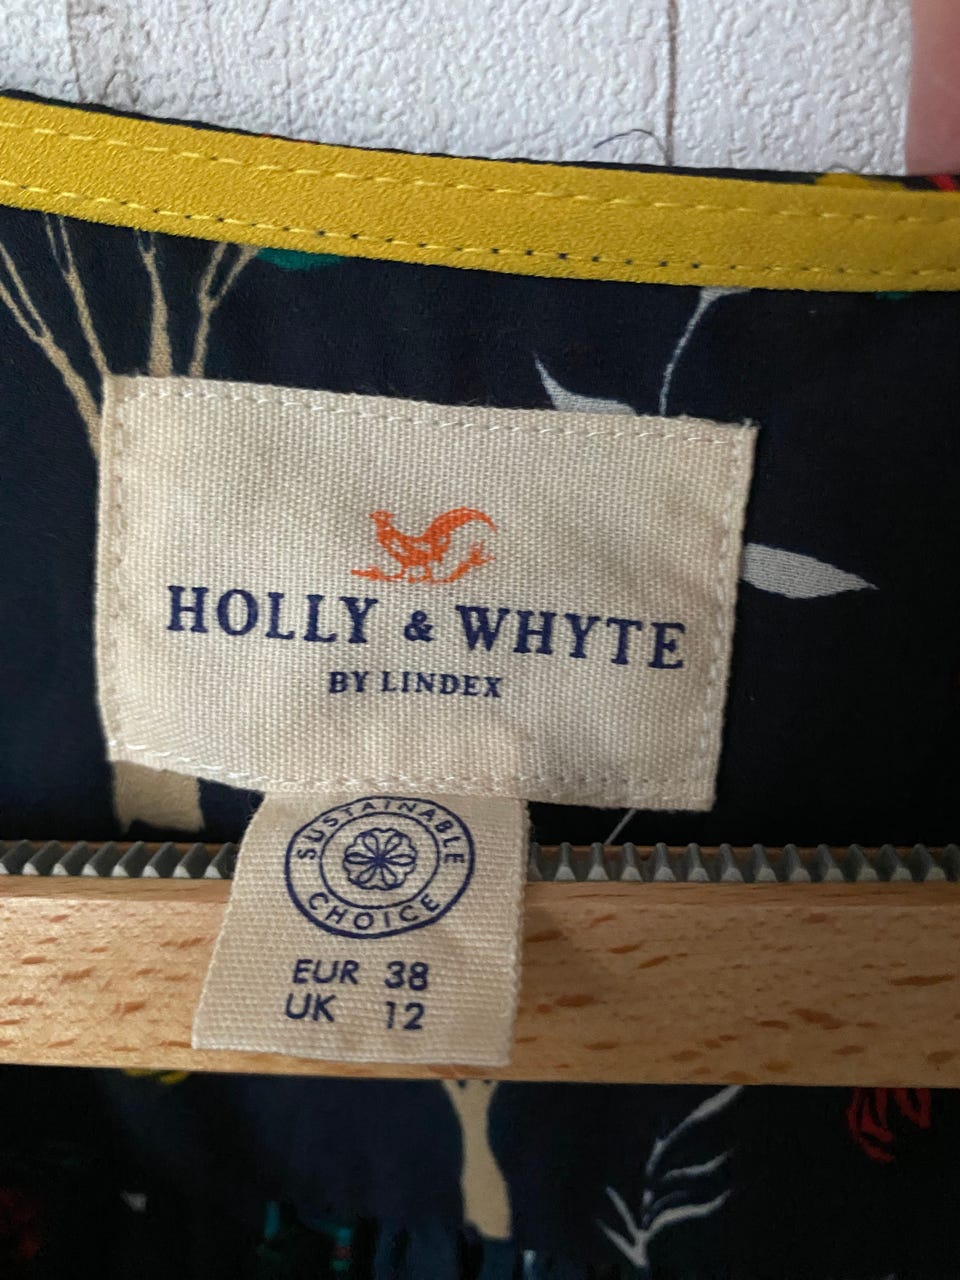 HOLLY & WHYTE
BY LINDEX
SUSTAINABLE
CHOICE
EUR 38
UK 12